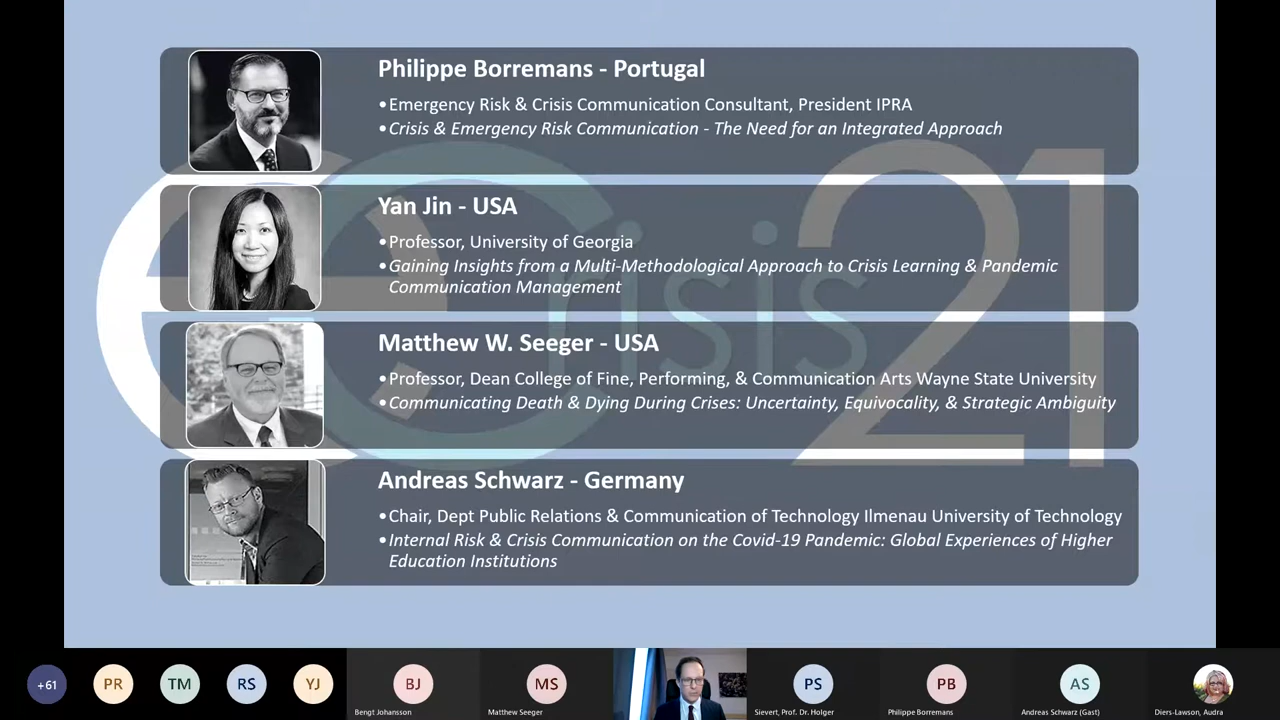 Philippe Borremans - Portugal
•Emergency Risk & Crisis Communication Consultant, President IPRA
•Crisis & Emergency Risk Communication - The Need for an Integrated Approach
Yan Jin - USA
•Professor, University of Georgia
•Gaining Insights from a Multi-Methodological Approach to Crisis Learning & Pandemic
Communication Management
Matthew W. Seeger - USA
•Professor, Dean College of Fine, Performing, & Communication Arts Wayne State University
•Communicating Death & Dying During Crises: Uncertainty, Equivocality, & Strategic Ambiguity
Andreas Schwarz - Germany
•Chair, Dept Public Relations & Communication of Technology Ilmenau University of Technology
•Internal Risk & Crisis Communication on the Covid-19 Pandemic: Global Experiences of Higher
Education Institutions
eCrisis21
+61
PR
TM
RS
YJ
BJ
MS
PS
PB
AS
Bengt Johansson
Matthew Seeger
Sievert, Prof. Dr. Holger
Philippe Borremans
Andreas Schwarz (Gast)
Diers-Lawson, Audra